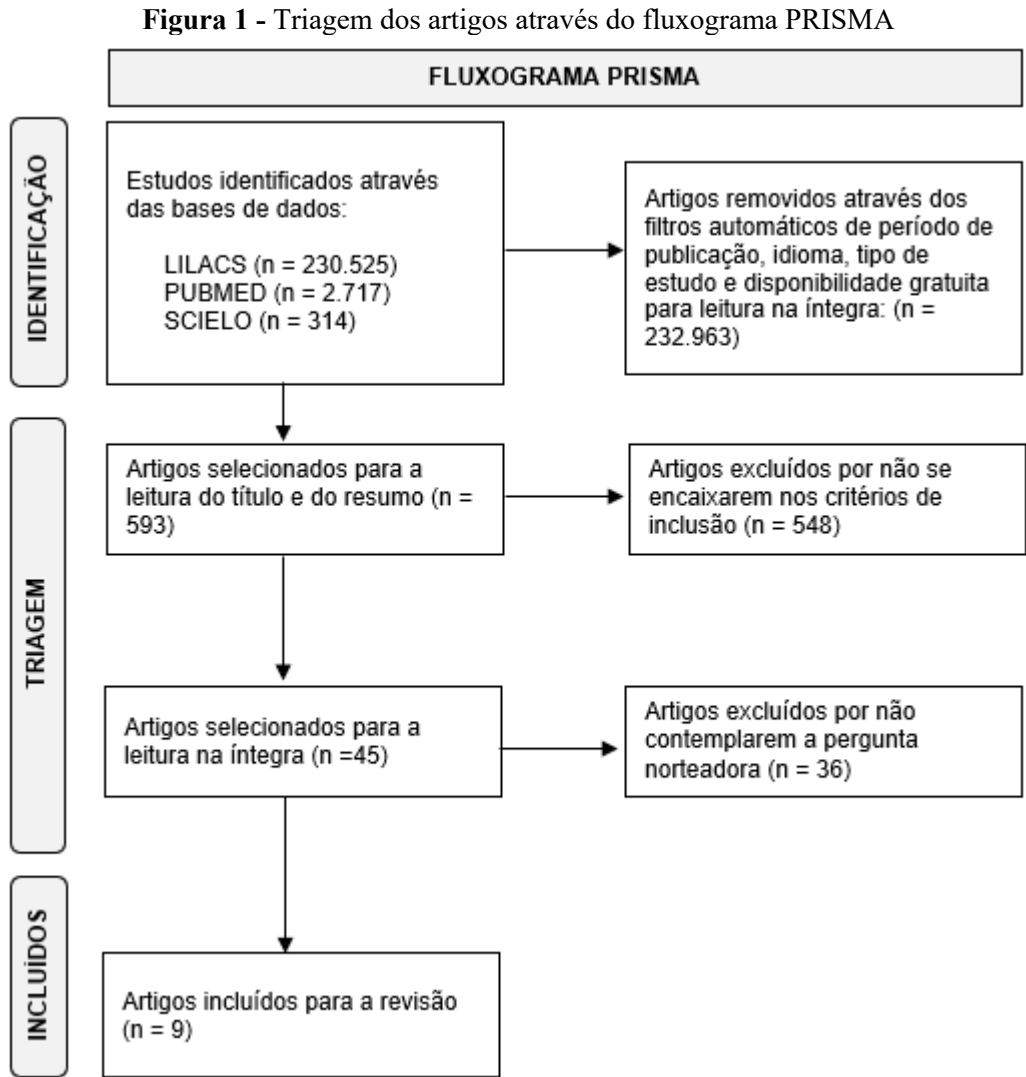 Figura 1 - Triagem dos artigos através do fluxograma PRISMA
FLUXOGRAMA PRISMA
IDENTIFICAÇÃO
Estudos identificados através
das bases de dados:
LILACS (n = 230.525)
PUBMED (n = 2.717)
SCIELO (n = 314)
Artigos removidos através dos
filtros automáticos de período de
publicação, idioma, tipo de
estudo e disponibilidade gratuita
para leitura na íntegra: (n =
232.963)
TRIAGEM
Artigos selecionados para a
leitura do título e do resumo (n =
593)
Artigos excluídos por não se
encaixarem nos critérios de
inclusão (n = 548)
Artigos selecionados para a
leitura na íntegra (n =45)
Artigos excluídos por não
contemplarem a pergunta
norteadora (n = 36)
INCLUÍDOS
Artigos incluídos para a revisão
(n = 9)